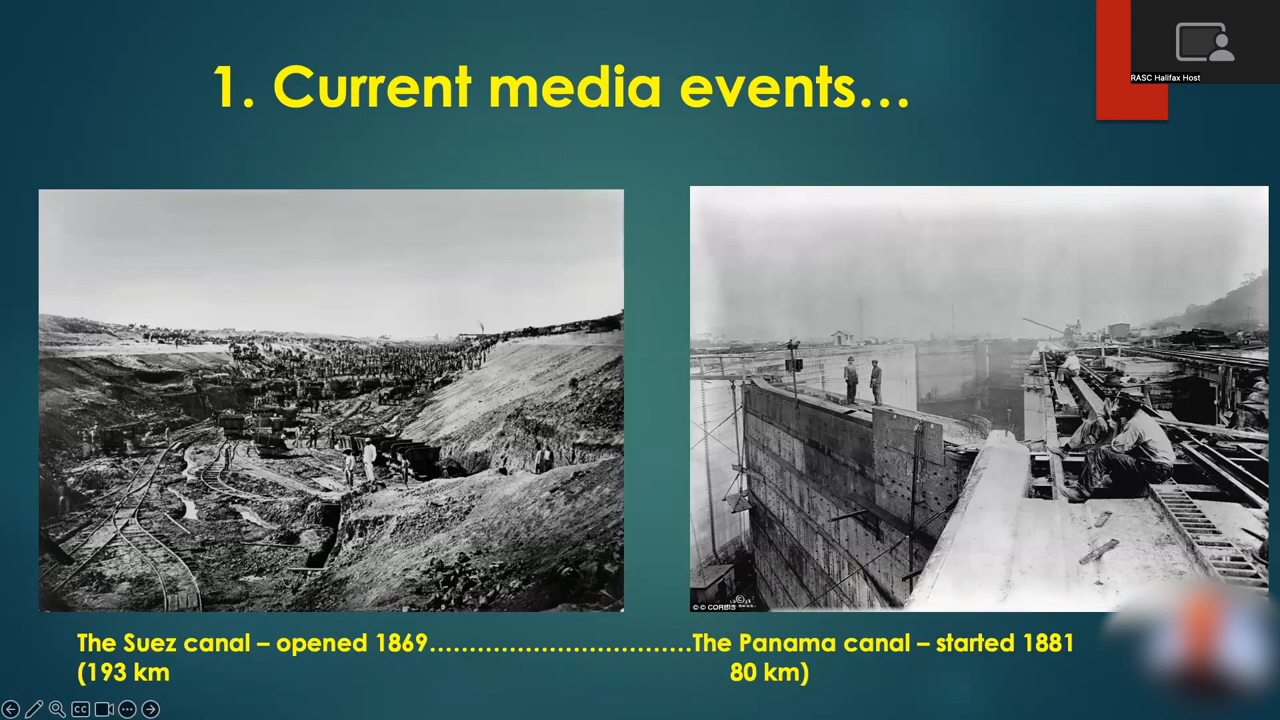 1. Current media events...
RASC Halifax Host
© CORBIS
The Suez canal – opened 1869.................................The Panama canal – started 1881
(193 km 80 km)
CC